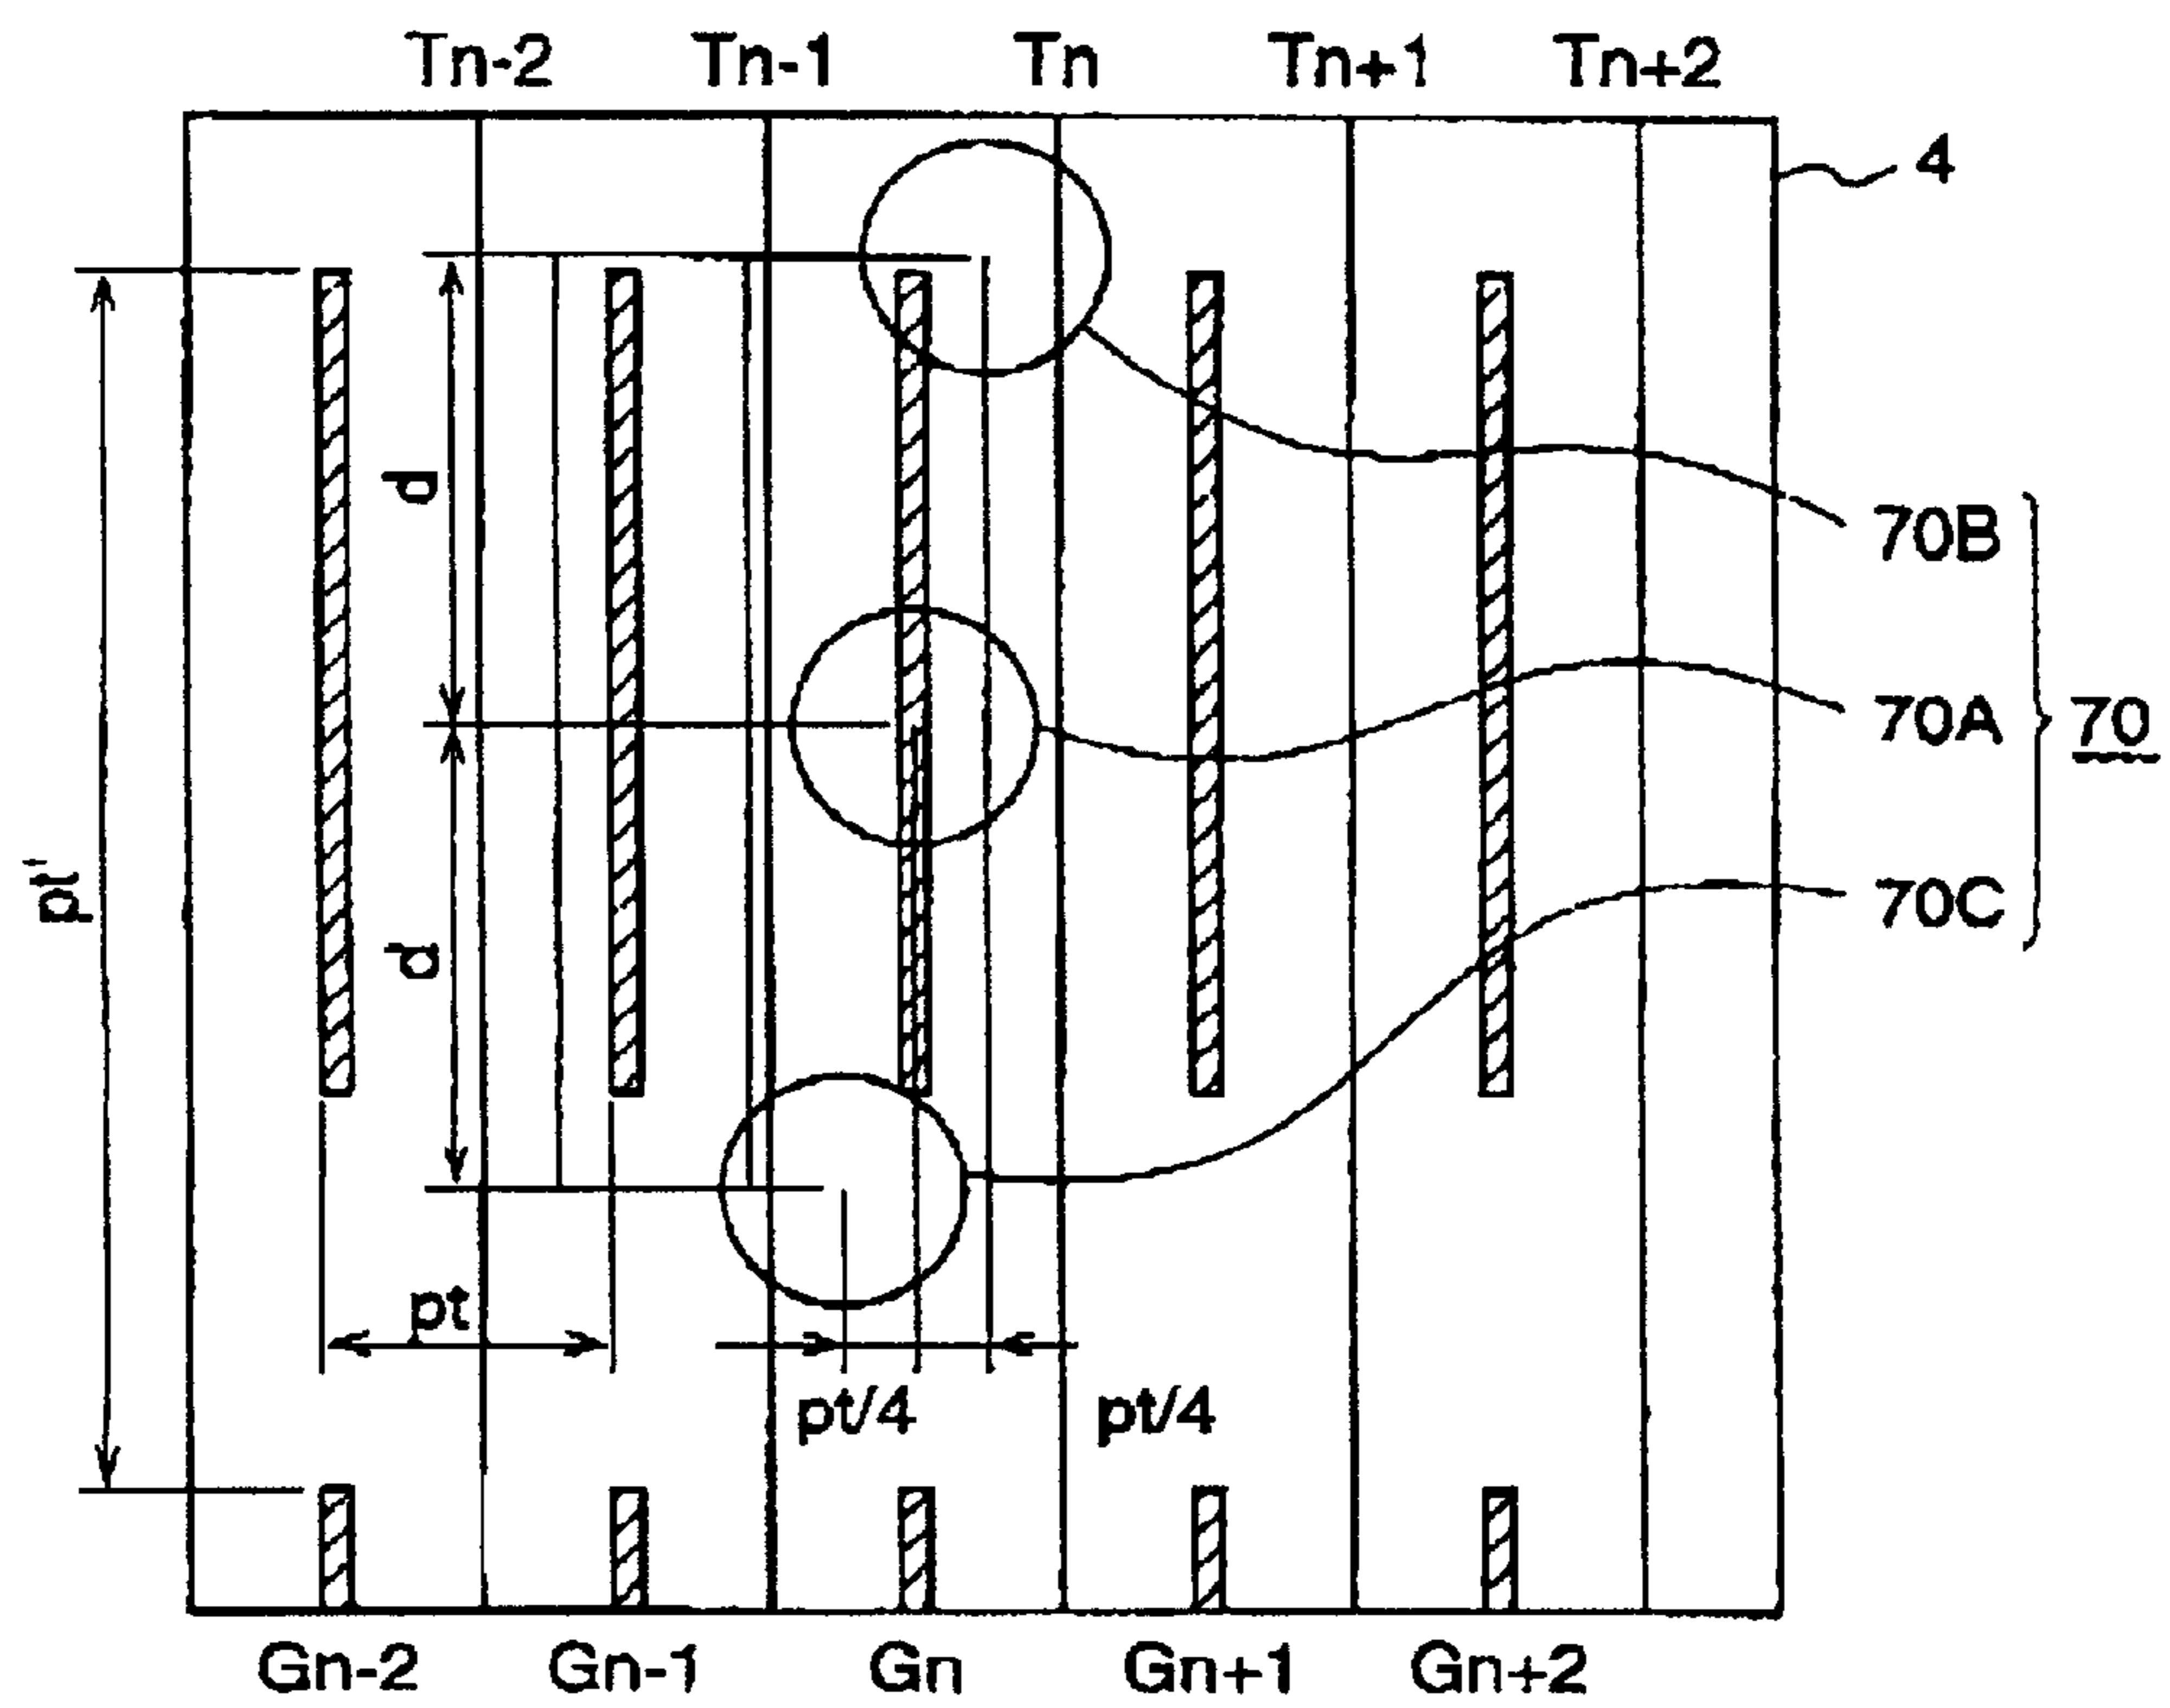 Tn-2 Tn-1 Tn Tn+1 Tn+2
4
d
70B
70A
70
pt'
d
70C
pt
pt/4 pt/4
Gn-2 Gn-1 Gn Gn+1 Gn+2